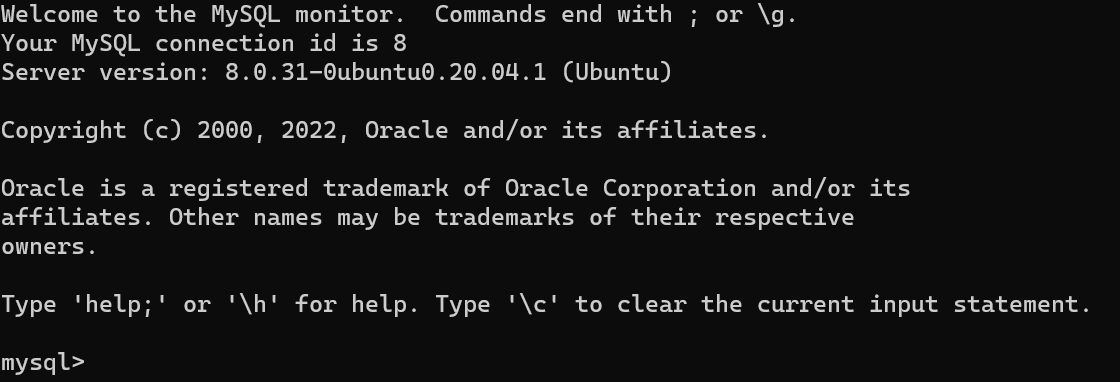 Welcome to the MySQL monitor.  Commands end with ; or \g.
Your MySQL connection id is 8
Server version: 8.0.31-0ubuntu0.20.04.1 (Ubuntu)
Copyright (c) 2000, 2022, Oracle and/or its affiliates.
Oracle is a registered trademark of Oracle Corporation and/or its
affiliates. Other names may be trademarks of their respective
owners.
Type 'help;' or '\h' for help. Type '\c' to clear the current input statement.
mysql>